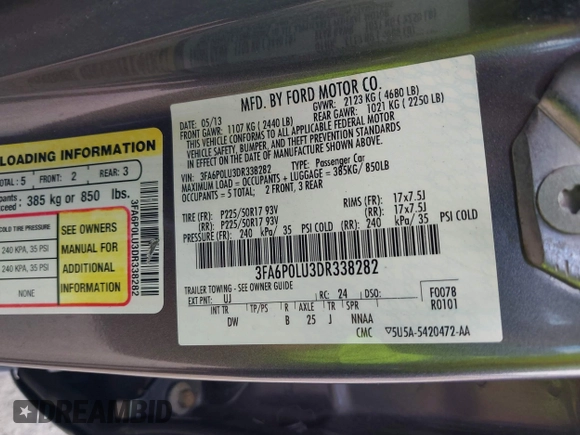 LOADING INFORMATION
TOTAL: 5 FRONT: 2 REAR: 3
385 kg or 850 lbs.
COLD TIRE PRESSURE
240 KPA, 35 PSI
240 KPA, 35 PSI
NONE
SEE OWNERS
MANUAL FOR
ADDITIONAL
INFORMATION
3FA6P0LU3DR338282
MFD. BY FORD MOTOR CO.
DATE: 05/13 GVWR: 2123 KG ( 4680 LB)
FRONT GAWR: 1107 KG ( 2440 LB) REAR GAWR: 1021 KG ( 2250 LB)
THIS VEHICLE CONFORMS TO ALL APPLICABLE FEDERAL MOTOR
VEHICLE SAFETY, BUMPER, AND THEFT PREVENTION STANDARDS
IN EFFECT ON THE DATE OF MANUFACTURE SHOWN ABOVE.
VIN: 3FA6P0LU3DR338282 TYPE: Passenger Car
MAXIMUM LOAD = OCCUPANTS + LUGGAGE = 385KG/ 850LB
OCCUPANTS = 5 TOTAL; 2 FRONT, 3 REAR
TIRE (FR): P225/50R17 93V RIMS (FR): 17x7.5J
(RR): P225/50R17 93V (RR): 17x7.5J
PRESSURE (FR): 240 kPa/ 35 PSI COLD (RR): 240 kPa/ 35 PSI COLD
3FA6P0LU3DR338282
TRAILER TOWING - SEE OWNER GUIDE
EXT PNT: UJ RC: 24 DSO: F0078
INT TR TP/PS R AXLE TR SPR R0101
DW B 25 J NNAA
CMC ▽5U5A-5420472-AA
DREAMBID